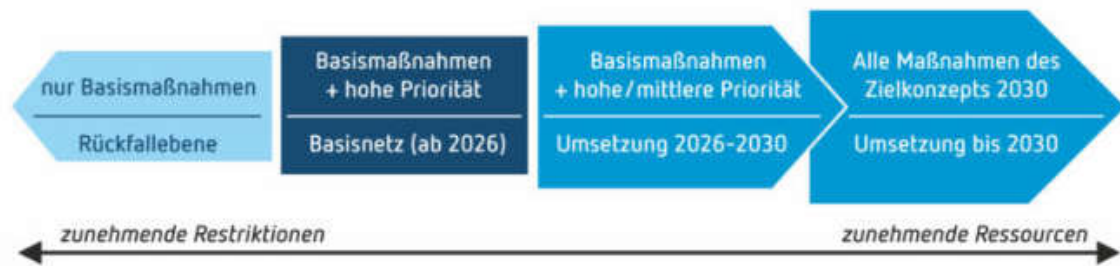 nur Basismaßnahmen
Rückfallebene
Basismaßnahmen
+ hohe Priorität
Basisnetz (ab 2026)
Basismaßnahmen
+ hohe/mittlere Priorität
Umsetzung 2026-2030
Alle Maßnahmen des
Zielkonzepts 2030
Umsetzung bis 2030
zunehmende Restriktionen
zunehmende Ressourcen